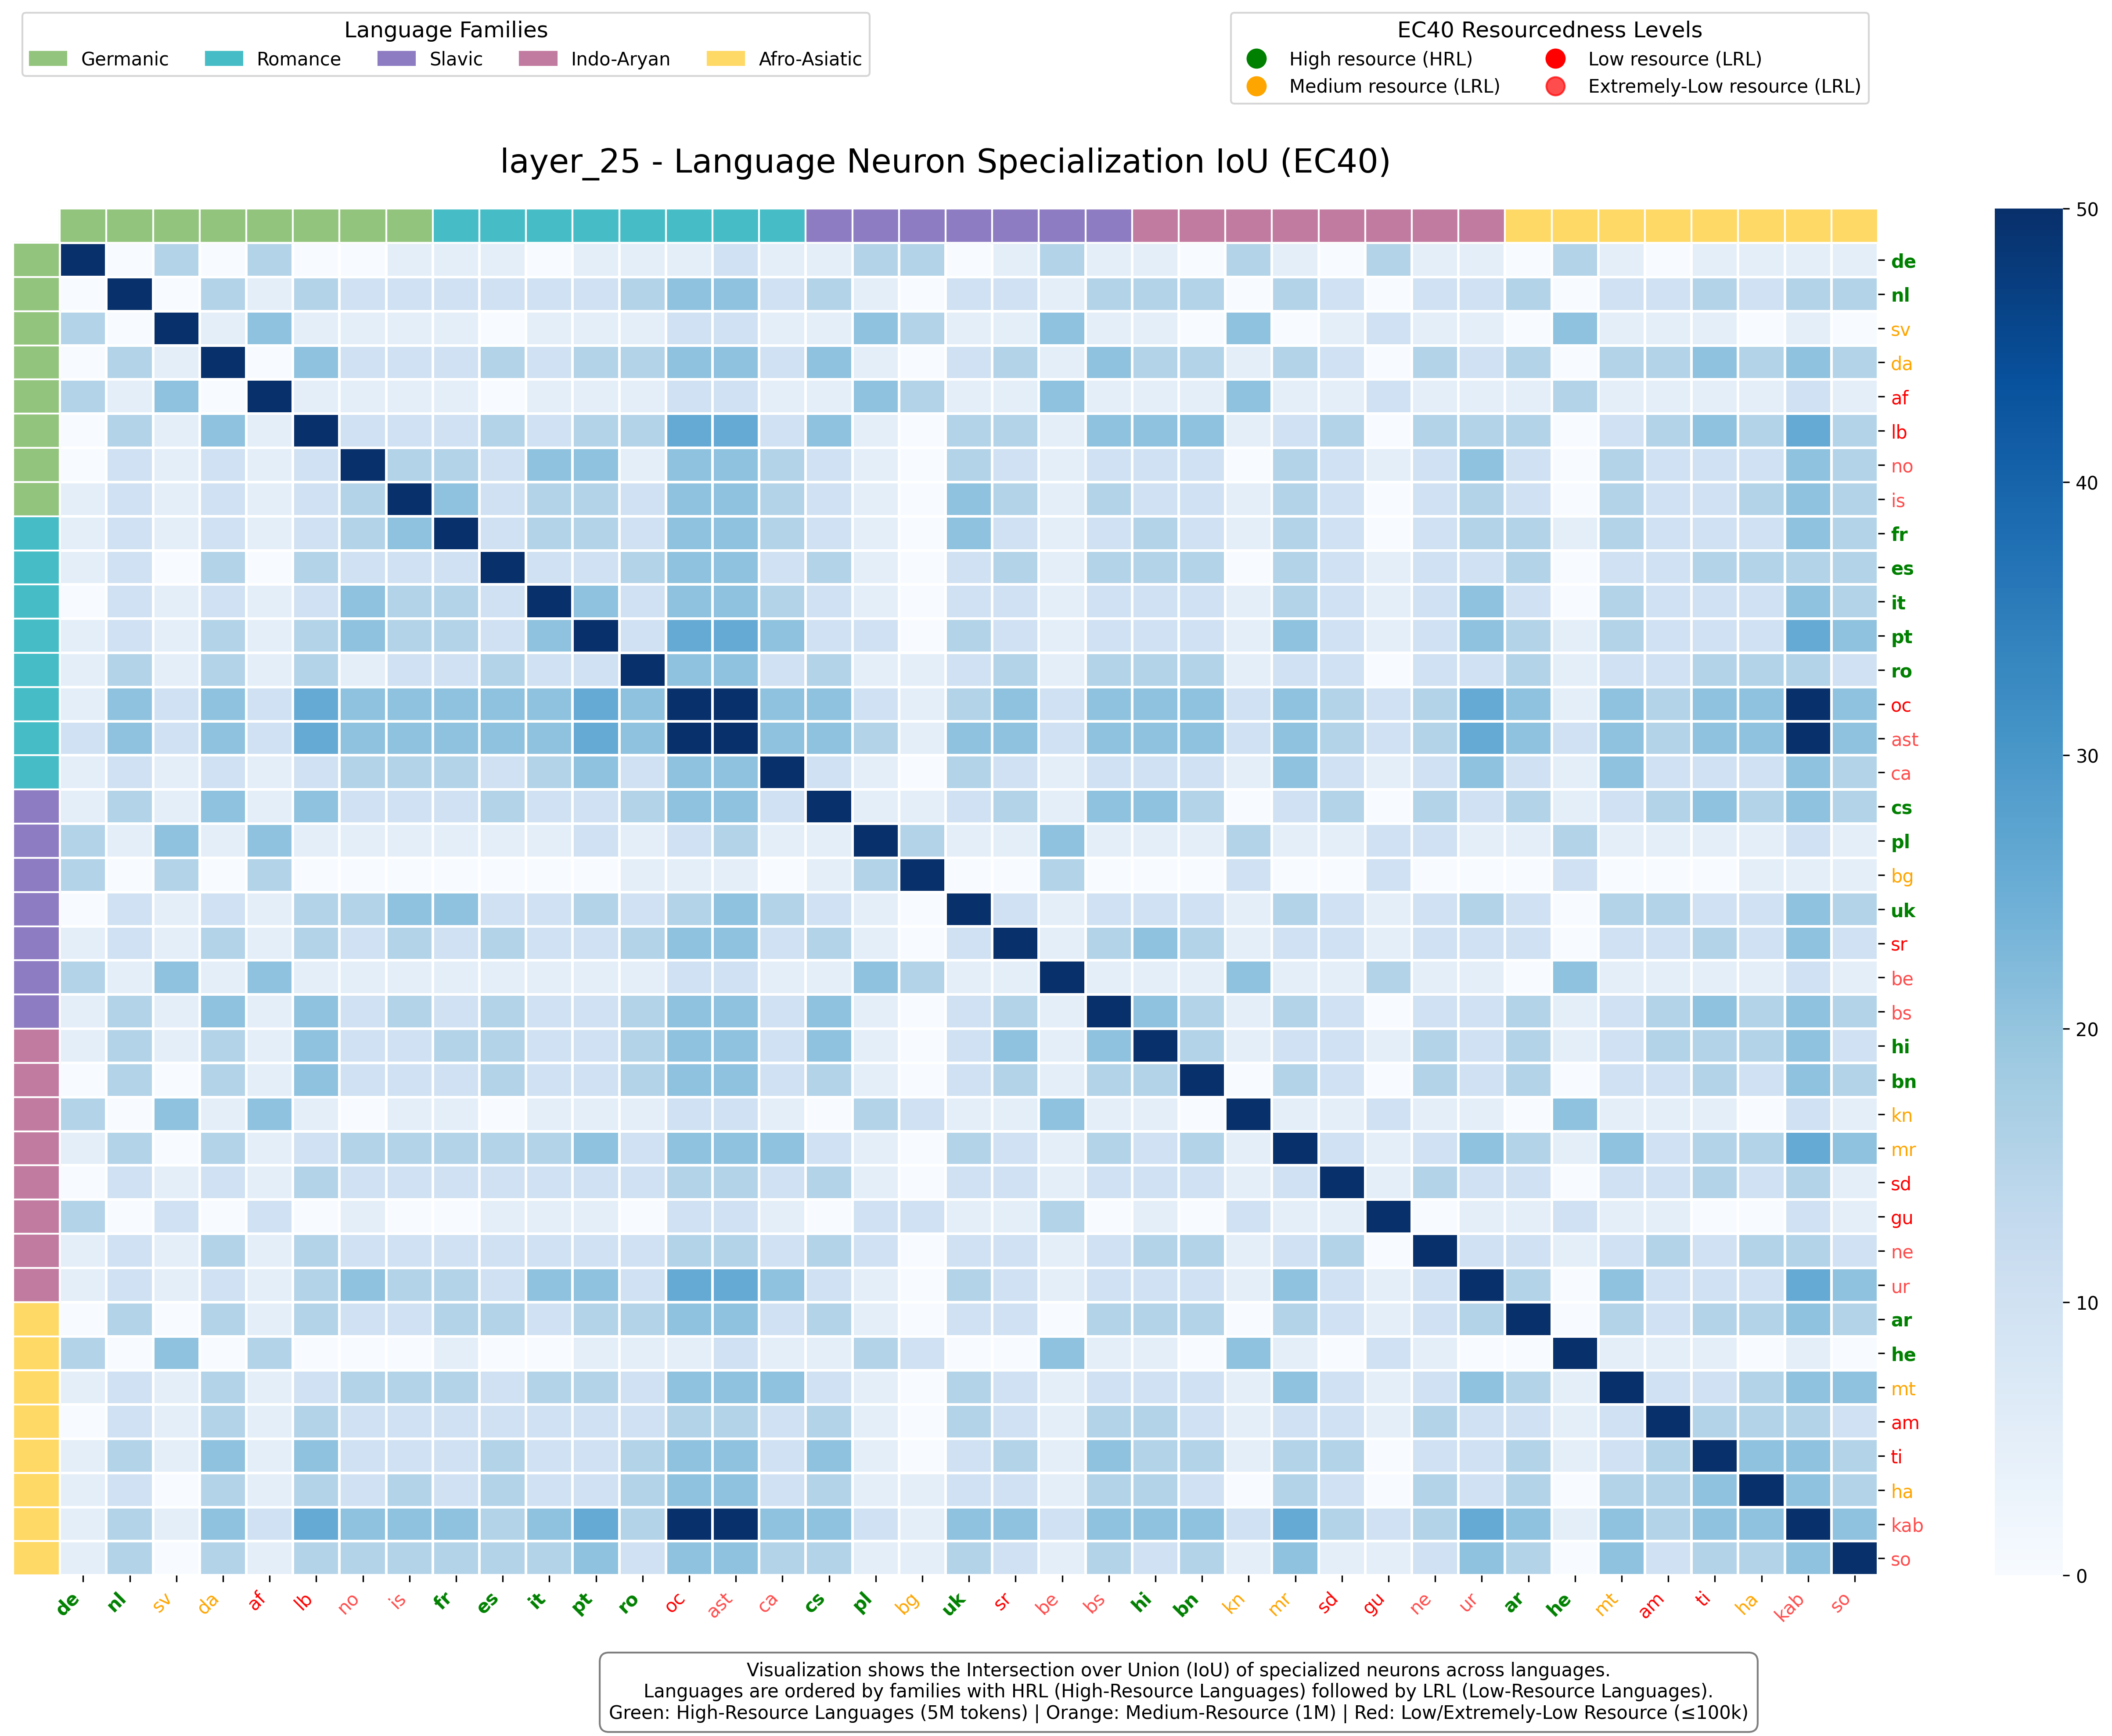 Language Families
Germanic Romance Slavic Indo-Aryan Afro-Asiatic
EC40 Resourcedness Levels
High resource (HRL) Low resource (LRL)
Medium resource (LRL) Extremely-Low resource (LRL)
layer_25 - Language Neuron Specialization IoU (EC40)
de
nl
sv
da
af
lb
no
is
fr
es
it
pt
ro
oc
ast
ca
cs
pl
bg
uk
sr
be
bs
hi
bn
kn
mr
sd
gu
ne
ur
ar
he
mt
am
ti
ha
kab
so
50
40
30
20
10
0
de nl sv da af lb no is fr es it pt ro oc ast ca cs pl bg uk sr be bs hi bn kn mr sd gu ne ur ar he mt am ti ha kab so
Visualization shows the Intersection over Union (IoU) of specialized neurons across languages.
Languages are ordered by families with HRL (High-Resource Languages) followed by LRL (Low-Resource Languages).
Green: High-Resource Languages (5M tokens) | Orange: Medium-Resource (1M) | Red: Low/Extremely-Low Resource (≤100k)